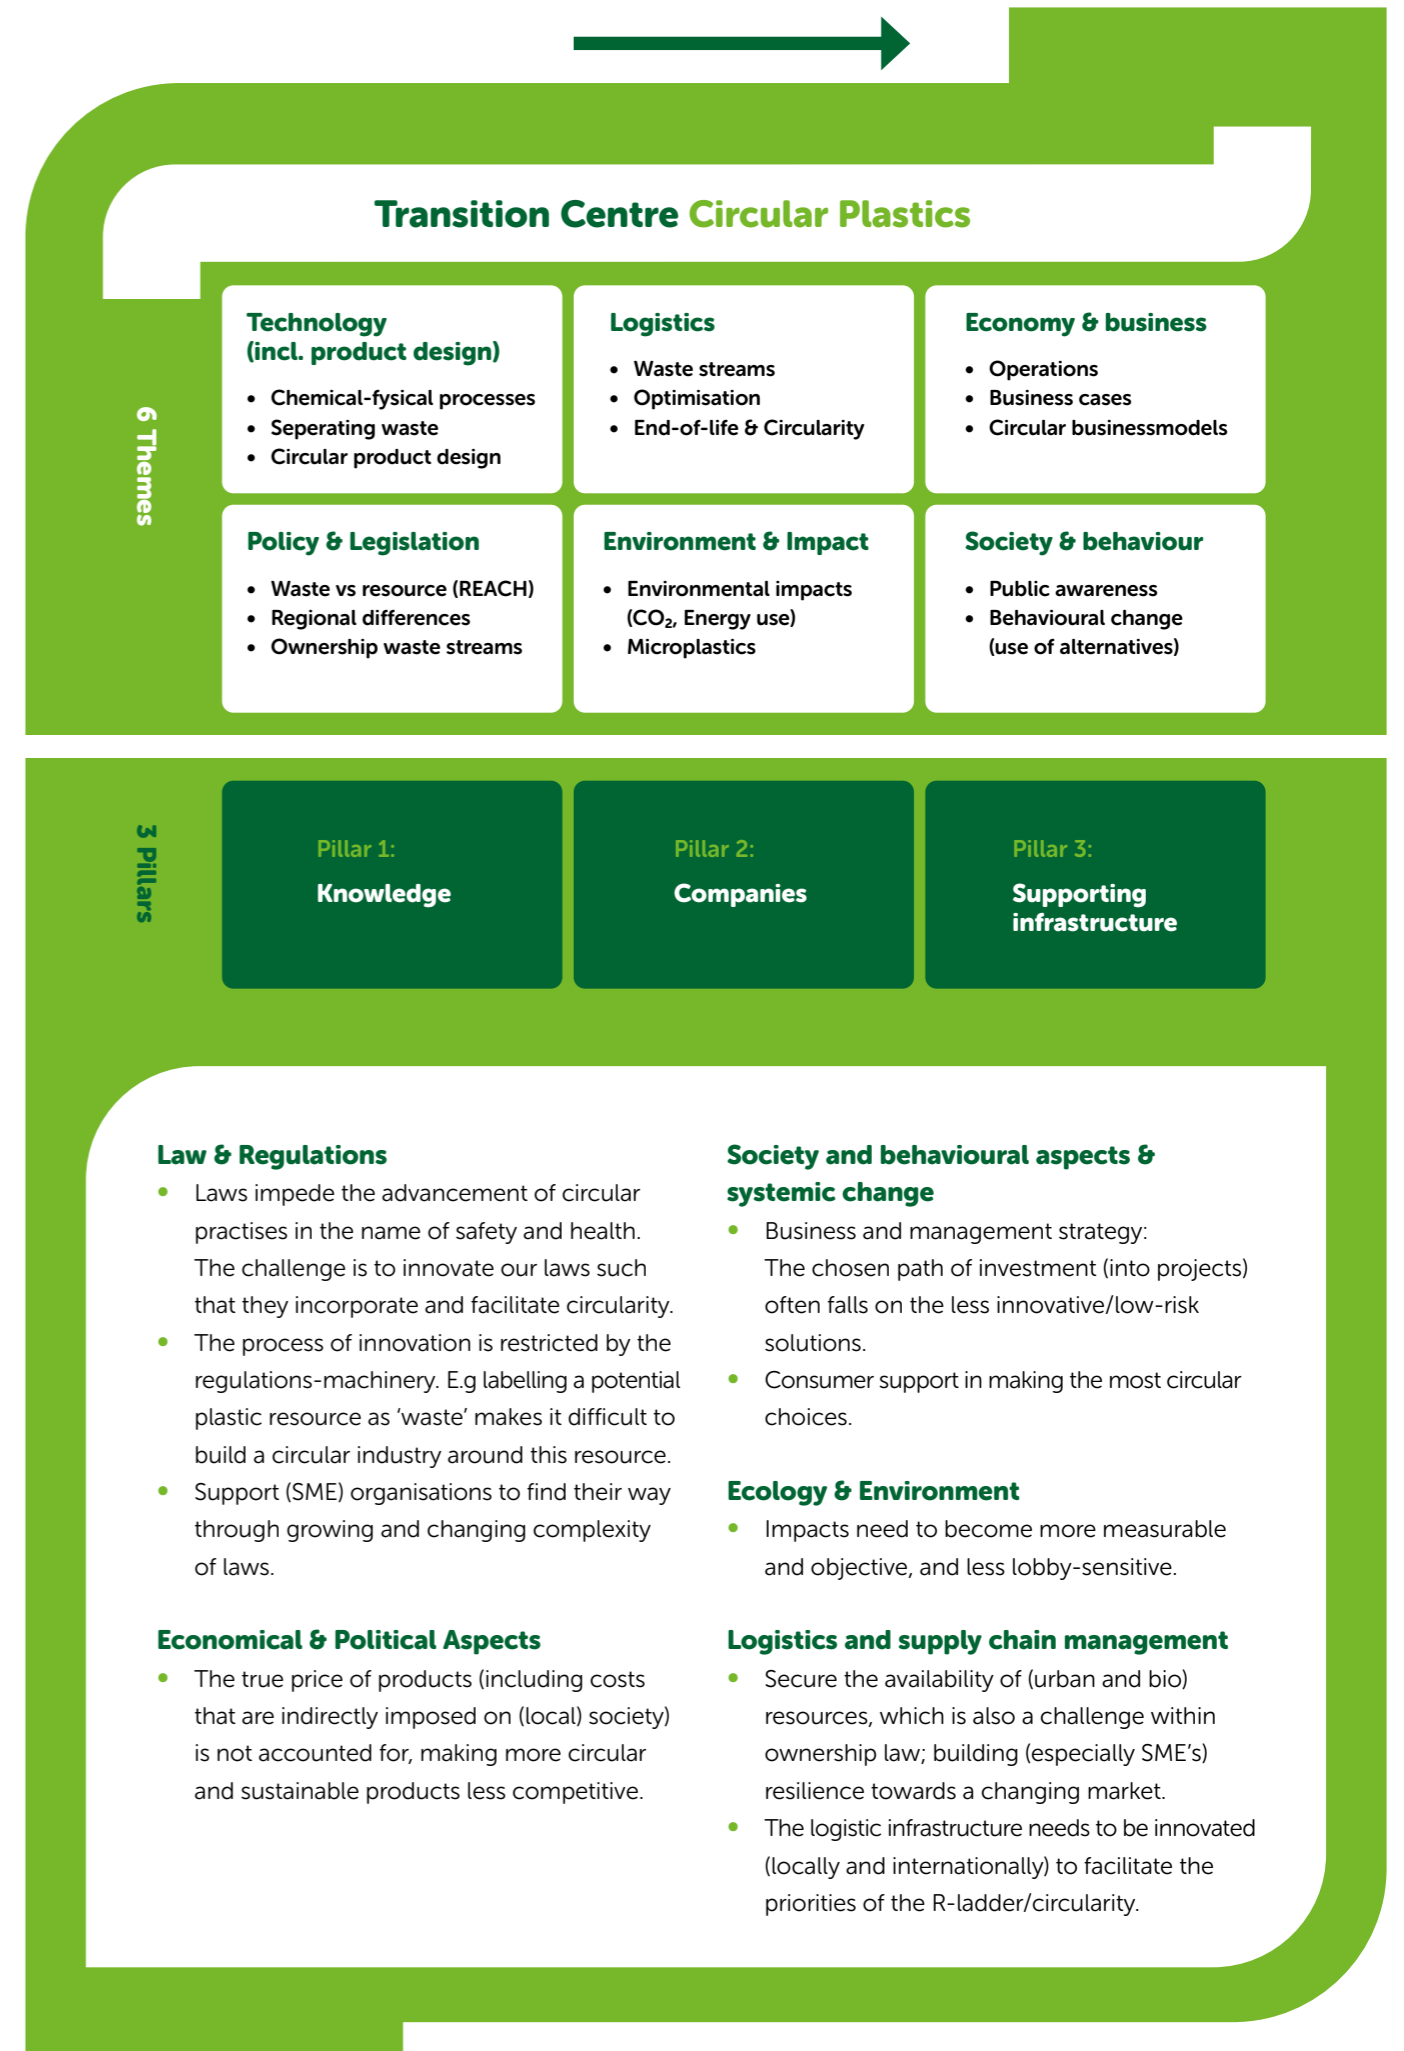 Transition Centre Circular Plastics
6 Themes
Technology
(incl. product design)
• Chemical-fysical processes
• Seperating waste
• Circular product design
Logistics
• Waste streams
• Optimisation
• End-of-life & Circularity
Economy & business
• Operations
• Business cases
• Circular businessmodels
Policy & Legislation
• Waste vs resource (REACH)
• Regional differences
• Ownership waste streams
Environment & Impact
• Environmental impacts
(CO₂, Energy use)
• Microplastics
Society & behaviour
• Public awareness
• Behavioural change
(use of alternatives)
3 Pillars
Pillar 1:
Knowledge
Pillar 2:
Companies
Pillar 3:
Supporting
infrastructure
Law & Regulations
• Laws impede the advancement of circular
practises in the name of safety and health.
The challenge is to innovate our laws such
that they incorporate and facilitate circularity.
• The process of innovation is restricted by the
regulations-machinery. E.g labelling a potential
plastic resource as ‘waste’ makes it difficult to
build a circular industry around this resource.
• Support (SME) organisations to find their way
through growing and changing complexity
of laws.
Economical & Political Aspects
• The true price of products (including costs
that are indirectly imposed on (local) society)
is not accounted for, making more circular
and sustainable products less competitive.
Society and behavioural aspects &
systemic change
• Business and management strategy:
The chosen path of investment (into projects)
often falls on the less innovative/low-risk
solutions.
• Consumer support in making the most circular
choices.
Ecology & Environment
• Impacts need to become more measurable
and objective, and less lobby-sensitive.
Logistics and supply chain management
• Secure the availability of (urban and bio)
resources, which is also a challenge within
ownership law; building (especially SME’s)
resilience towards a changing market.
• The logistic infrastructure needs to be innovated
(locally and internationally) to facilitate the
priorities of the R-ladder/circularity.